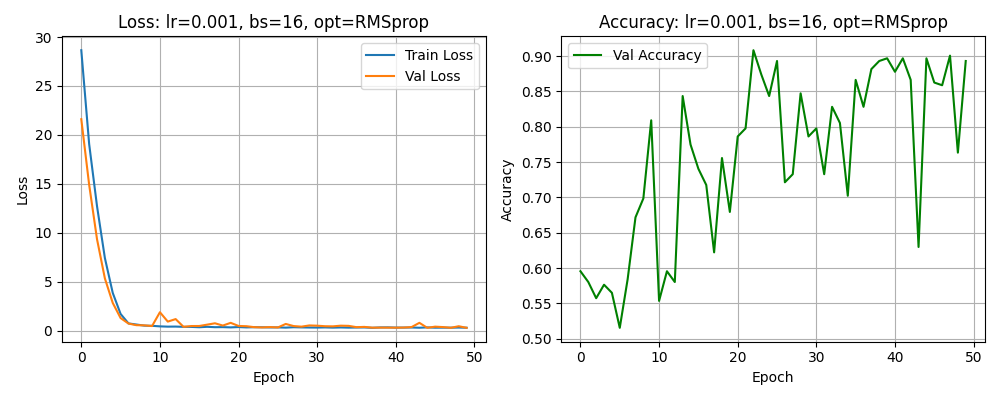 Loss: lr=0.001, bs=16, opt=RMSprop
30
25
20
15
10
5
0
Loss
Train Loss
Val Loss
0 10 20 30 40 50
Epoch
Accuracy: lr=0.001, bs=16, opt=RMSprop
0.90
0.85
0.80
0.75
0.70
0.65
0.60
0.55
0.50
Accuracy
Val Accuracy
0 10 20 30 40 50
Epoch